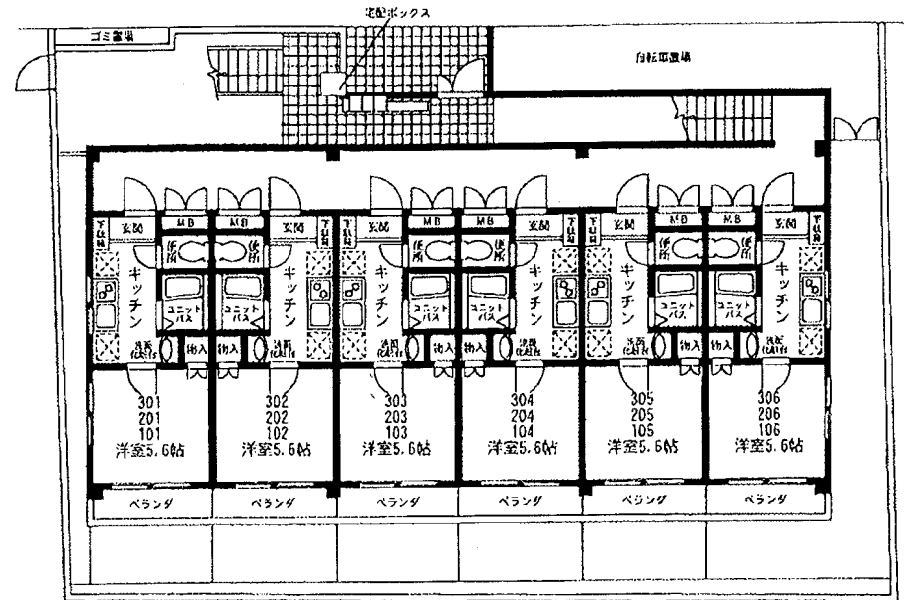 宅配ボックス
ゴミ置場
自転車置場
下駄箱
玄関
MB
MB
玄関
下駄箱
下駄箱
玄関
MB
MB
玄関
下駄箱
下駄箱
玄関
MB
MB
玄関
下駄箱
便所
便所
便所
便所
便所
便所
キッチン
キッチン
キッチン
キッチン
キッチン
キッチン
ユニットバス
ユニットバス
ユニットバス
ユニットバス
ユニットバス
ユニットバス
洗面化粧台
物入
物入
洗面化粧台
洗面化粧台
物入
物入
洗面化粧台
洗面化粧台
物入
物入
洗面化粧台
301
201
101
洋室5.6帖
302
202
102
洋室5.6帖
303
203
103
洋室5.6帖
304
204
104
洋室5.6帖
305
205
105
洋室5.6帖
306
206
106
洋室5.6帖
ベランダ
ベランダ
ベランダ
ベランダ
ベランダ
ベランダ